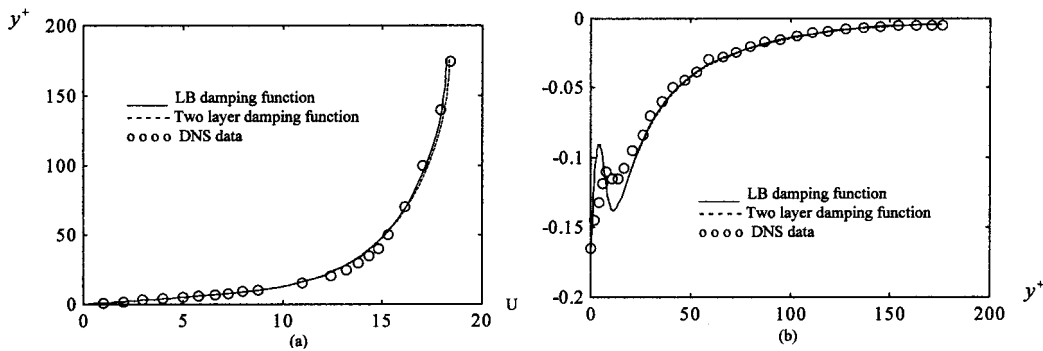 y+
200
150
100
50
0
LB damping function
Two layer damping function
DNS data
0
5
10
15
20
U
(a)
0
-0.05
-0.1
-0.15
-0.2
LB damping function
Two layer damping function
DNS data
0
50
100
150
200
y+
(b)